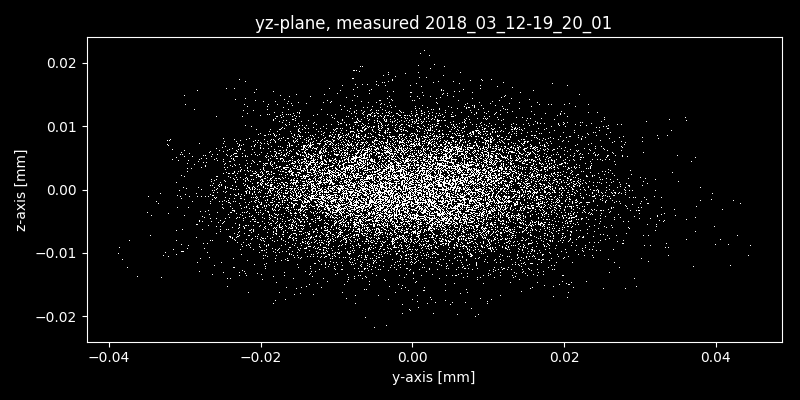 yz-plane, measured 2018_03_12-19_20_01
0.02
0.01
0.00
−0.01
−0.02
z-axis [mm]
−0.04 −0.02 0.00 0.02 0.04
y-axis [mm]